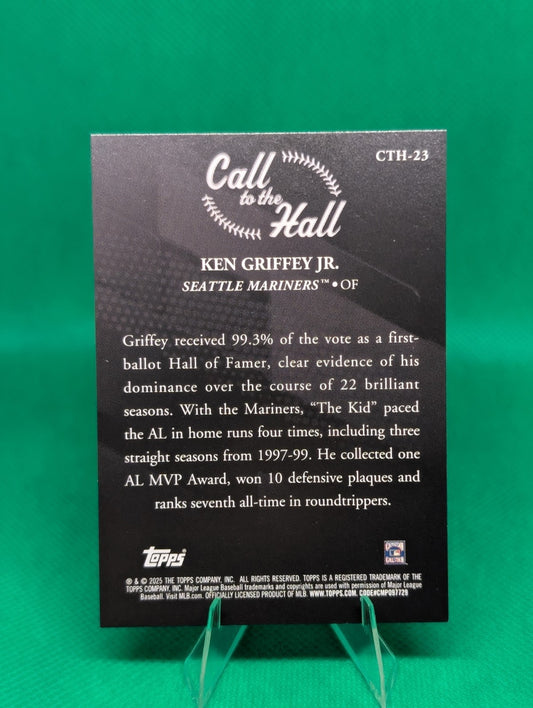 CTH-23
Call
to the
Hall
KEN GRIFFEY JR.
SEATTLE MARINERS™ • OF
Griffey received 99.3% of the vote as a first-
ballot Hall of Famer, clear evidence of his
dominance over the course of 22 brilliant
seasons. With the Mariners, “The Kid” paced
the AL in home runs four times, including three
straight seasons from 1997-99. He collected one
AL MVP Award, won 10 defensive plaques and
ranks seventh all-time in roundtrippers.
topps
® & © 2025 THE TOPPS COMPANY, INC. ALL RIGHTS RESERVED. TOPPS IS A REGISTERED TRADEMARK OF THE
TOPPS COMPANY, INC. Major League Baseball trademarks and copyrights are used with permission of Major League
Baseball. Visit MLB.com. OFFICIALLY LICENSED PRODUCT OF MLB. WWW.TOPPS.COM. CODE#CMP097729